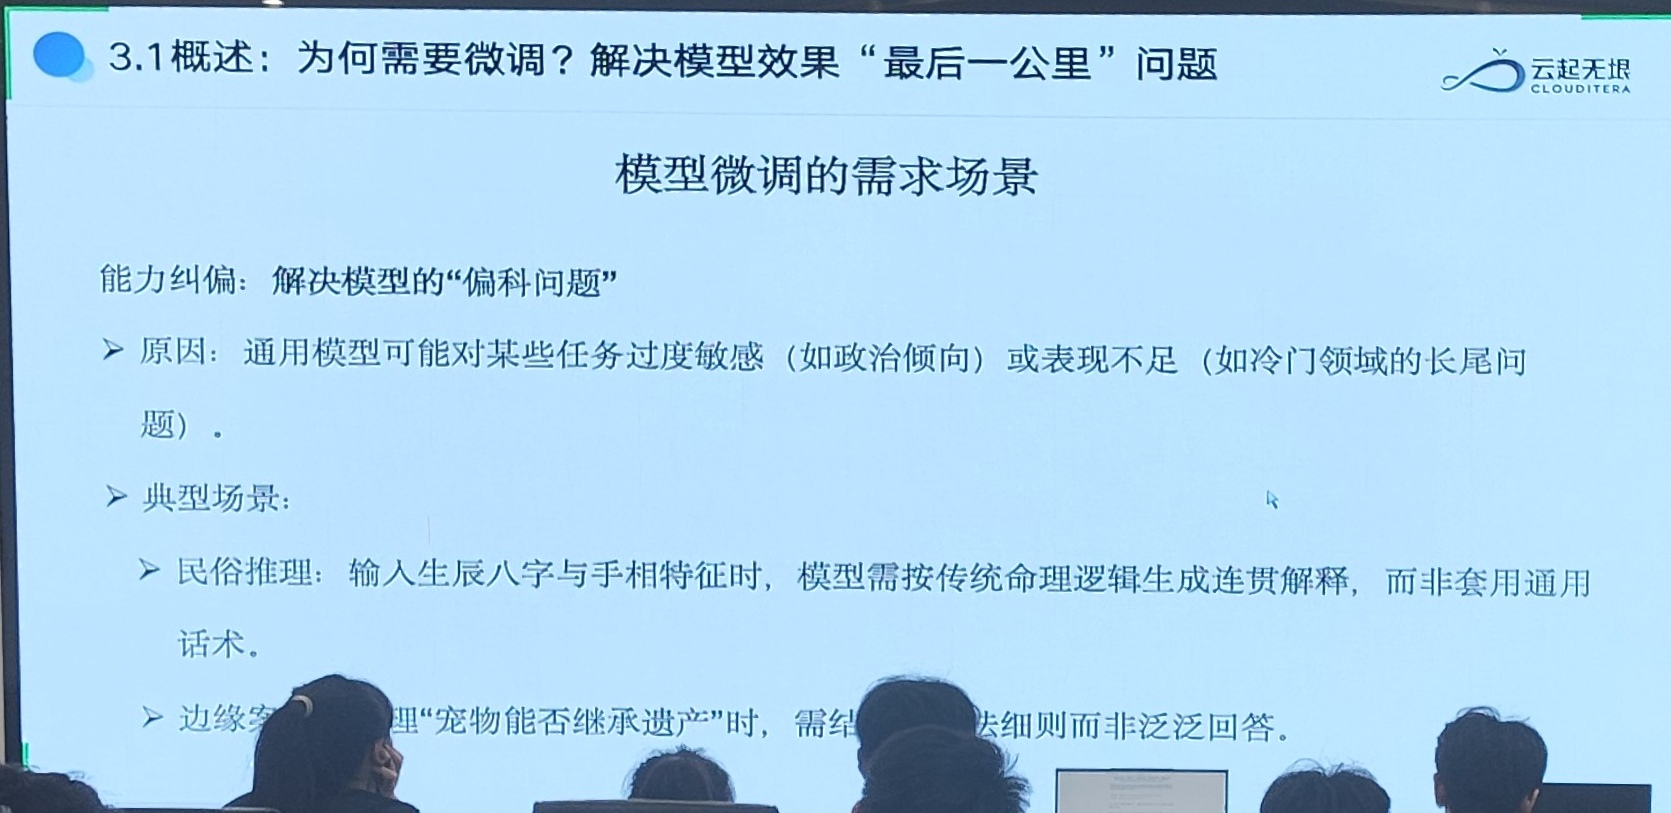 3.1概述：为何需要微调？解决模型效果“最后一公里”问题
云起无垠
CLOUDITERA
模型微调的需求场景
能力纠偏：解决模型的“偏科问题”
➢ 原因：通用模型可能对某些任务过度敏感（如政治倾向）或表现不足（如冷门领域的长尾问
题）.
➢ 典型场景：
➢ 民俗推理：输入生辰八字与手相特征时，模型需按传统命理逻辑生成连贯解释，而非套用通用
话术。
➢ 边缘 理“宠物能否继承遗产”时，需结 法细则而非泛泛回答。